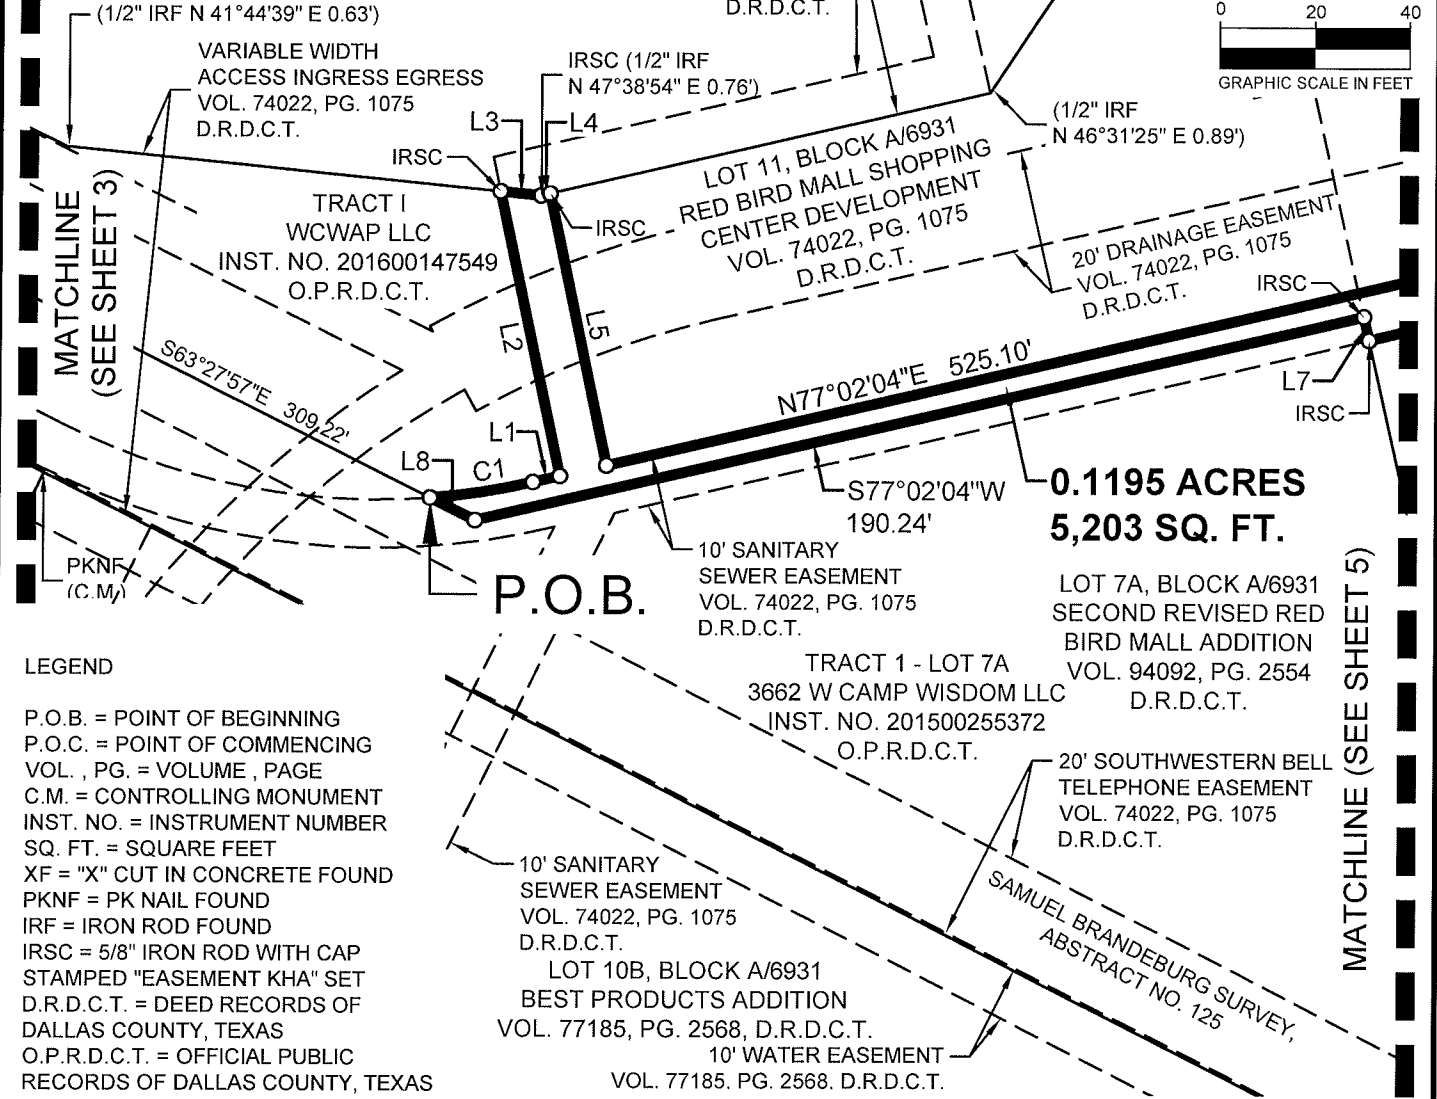 (1/2" IRF N 41°44'39" E 0.63')
D.R.D.C.T.
0 20 40
GRAPHIC SCALE IN FEET
VARIABLE WIDTH
ACCESS INGRESS EGRESS
VOL. 74022, PG. 1075
D.R.D.C.T.
IRSC (1/2" IRF
N 47°38'54" E 0.76')
(1/2" IRF
N 46°31'25" E 0.89')
L3
L4
IRSC
IRSC
MATCHLINE
(SEE SHEET 3)
TRACT I
WCWAP LLC
INST. NO. 201600147549
O.P.R.D.C.T.
LOT 11, BLOCK A/6931
RED BIRD MALL SHOPPING
CENTER DEVELOPMENT
VOL. 74022, PG. 1075
D.R.D.C.T.
20' DRAINAGE EASEMENT
VOL. 74022, PG. 1075
D.R.D.C.T.
IRSC
L2
L5
S63°27'57"E 309.22'
N77°02'04"E 525.10'
L7
IRSC
L1
L8
C1
S77°02'04"W
190.24'
0.1195 ACRES
5,203 SQ. FT.
PKNF
(C.M.)
P.O.B.
10' SANITARY
SEWER EASEMENT
VOL. 74022, PG. 1075
D.R.D.C.T.
LOT 7A, BLOCK A/6931
SECOND REVISED RED
BIRD MALL ADDITION
VOL. 94092, PG. 2554
D.R.D.C.T.
MATCHLINE (SEE SHEET 5)
TRACT 1 - LOT 7A
3662 W CAMP WISDOM LLC
INST. NO. 201500255372
O.P.R.D.C.T.
20' SOUTHWESTERN BELL
TELEPHONE EASEMENT
VOL. 74022, PG. 1075
D.R.D.C.T.
LEGEND
P.O.B. = POINT OF BEGINNING
P.O.C. = POINT OF COMMENCING
VOL. , PG. = VOLUME , PAGE
C.M. = CONTROLLING MONUMENT
INST. NO. = INSTRUMENT NUMBER
SQ. FT. = SQUARE FEET
XF = "X" CUT IN CONCRETE FOUND
PKNF = PK NAIL FOUND
IRF = IRON ROD FOUND
IRSC = 5/8" IRON ROD WITH CAP
STAMPED "EASEMENT KHA" SET
D.R.D.C.T. = DEED RECORDS OF
DALLAS COUNTY, TEXAS
O.P.R.D.C.T. = OFFICIAL PUBLIC
RECORDS OF DALLAS COUNTY, TEXAS
10' SANITARY
SEWER EASEMENT
VOL. 74022, PG. 1075
D.R.D.C.T.
LOT 10B, BLOCK A/6931
BEST PRODUCTS ADDITION
VOL. 77185, PG. 2568, D.R.D.C.T.
10' WATER EASEMENT
VOL. 77185, PG. 2568, D.R.D.C.T.
SAMUEL BRANDEBURG SURVEY,
ABSTRACT NO. 125